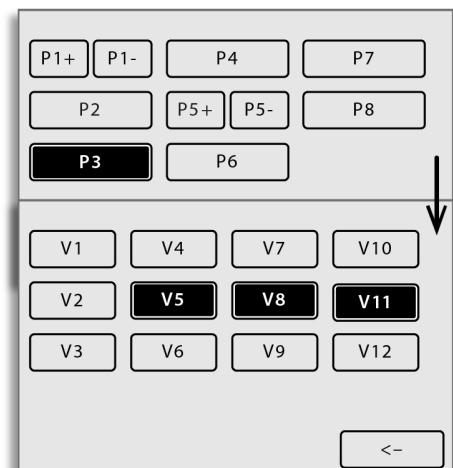 P1+ P1- P4 P7
P2 P5+ P5- P8
P3 P6
V1 V4 V7 V10
V2 V5 V8 V11
V3 V6 V9 V12
<-